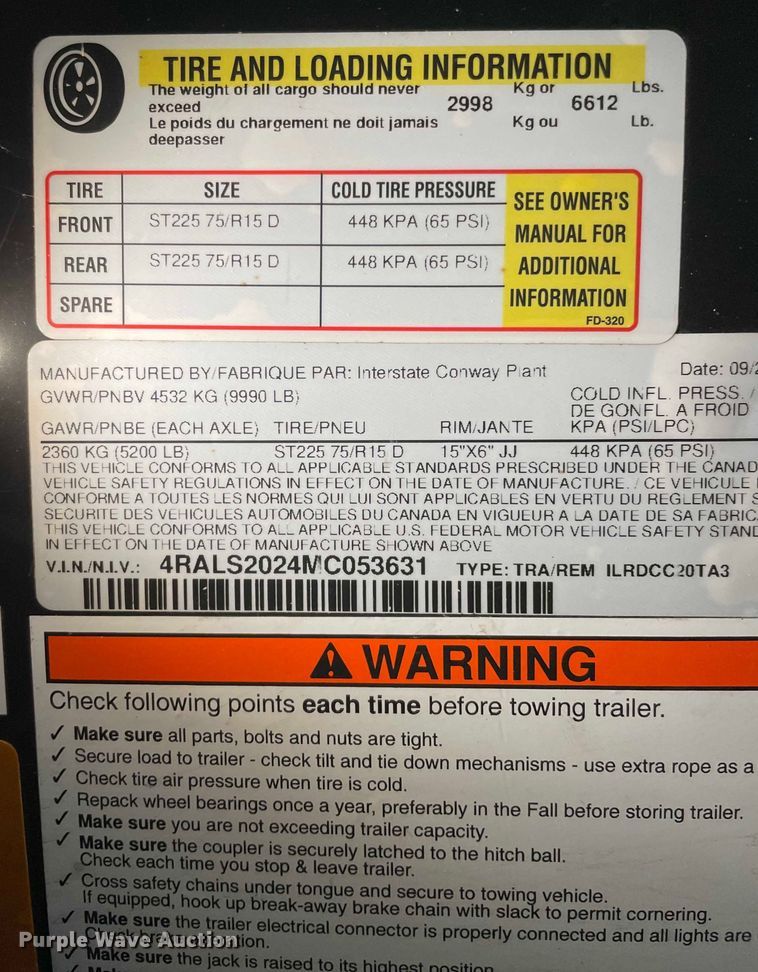 TIRE AND LOADING INFORMATION
The weight of all cargo should never exceed 2998 Kg or 6612 Lbs.
Le poids du chargement ne doit jamais deepasser Kg ou Lb.
TIRE SIZE COLD TIRE PRESSURE
FRONT ST225 75/R15 D 448 KPA (65 PSI)
REAR ST225 75/R15 D 448 KPA (65 PSI)
SPARE
SEE OWNER'S
MANUAL FOR
ADDITIONAL
INFORMATION
FD-320
MANUFACTURED BY/FABRIQUE PAR: Interstate Conway Plant Date: 09/2
GVWR/PNBV 4532 KG (9990 LB)
COLD INFL. PRESS. /
DE GONFL. A FROID
GAWR/PNBE (EACH AXLE) TIRE/PNEU RIM/JANTE KPA (PSI/LPC)
2360 KG (5200 LB) ST225 75/R15 D 15"X6" JJ 448 KPA (65 PSI)
THIS VEHICLE CONFORMS TO ALL APPLICABLE STANDARDS PRESCRIBED UNDER THE CANAD
VEHICLE SAFETY REGULATIONS IN EFFECT ON THE DATE OF MANUFACTURE. / CE VEHICULE
CONFORME A TOUTES LES NORMES QUI LUI SONT APPLICABLES EN VERTU DU REGLEMENT S
SECURITE DES VEHICULES AUTOMOBILES DU CANADA EN VIGUEUR A LA DATE DE SA FABRIC
THIS VEHICLE CONFORMS TO ALL APPLICABLE U.S. FEDERAL MOTOR VEHICLE SAFETY STAND
IN EFFECT ON THE DATE OF MANUFACTURE SHOWN ABOVE
V.I.N./N.I.V.: 4RALS2024MC053631 TYPE: TRA/REM ILRDCC20TA3
WARNING
Check following points each time before towing trailer.
✓ Make sure all parts, bolts and nuts are tight.
✓ Secure load to trailer - check tilt and tie down mechanisms - use extra rope as a
✓ Check tire air pressure when tire is cold.
✓ Repack wheel bearings once a year, preferably in the Fall before storing trailer.
✓ Make sure you are not exceeding trailer capacity.
✓ Make sure the coupler is securely latched to the hitch ball.
Check each time you stop & leave trailer.
✓ Cross safety chains under tongue and secure to towing vehicle.
If equipped, hook up break-away brake chain with slack to permit cornering.
✓ Make sure the trailer electrical connector is properly connected and all lights are
Purple Wave Auction
✓ Make sure the jack is raised to its highest position